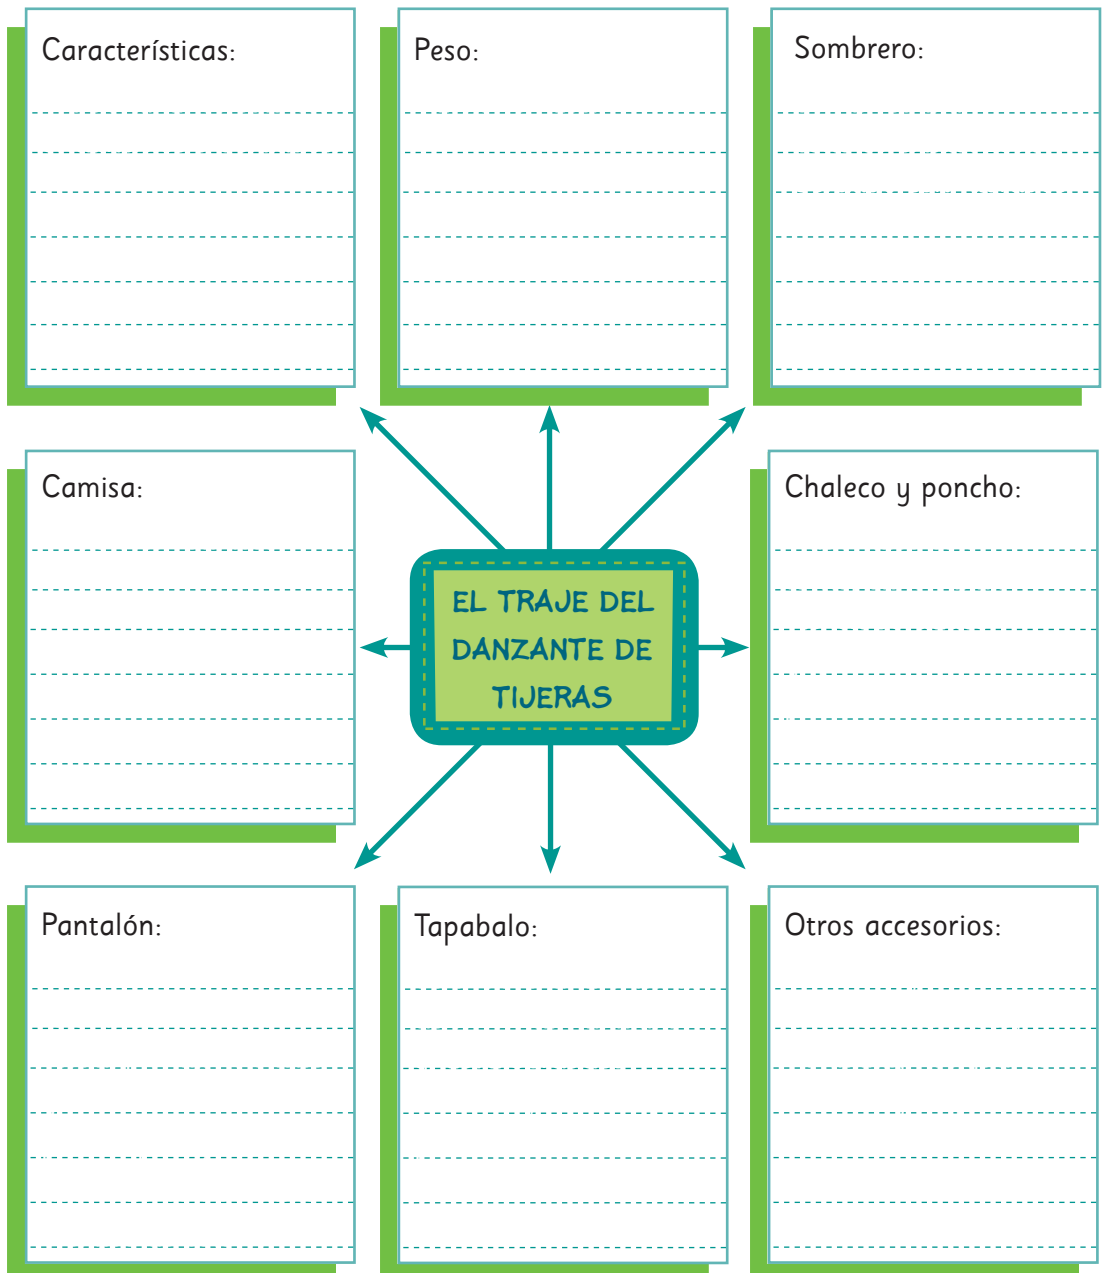 Características:
Peso:
Sombrero:
Camisa:
Chaleco y poncho:
EL TRAJE DEL
DANZANTE DE
TIJERAS
Pantalón:
Tapabalo:
Otros accesorios: